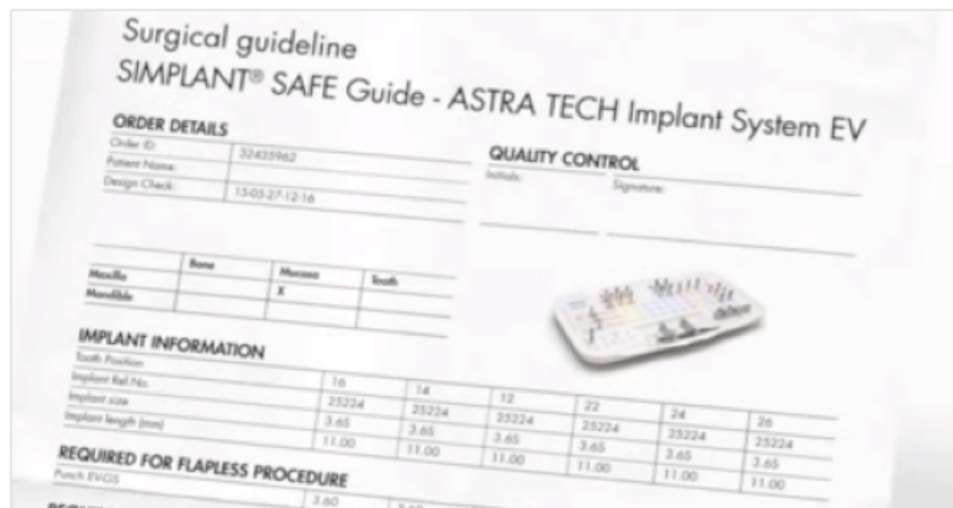 Surgical guideline
SIMPLANT® SAFE Guide - ASTRA TECH Implant System EV
ORDER DETAILS
Order ID: 32435962
Patient Name:
Design Check: 15-05-27-12-16
QUALITY CONTROL
Initials: Signature:
Bone Mucosa Tooth
Maxilla X
Mandible
IMPLANT INFORMATION
Tooth Position 16 14 12 22 24 26
Implant Ref.No. 25224 25224 25224 25224 25224 25224
Implant size 3.65 3.65 3.65 3.65 3.65 3.65
Implant length (mm) 11.00 11.00 11.00 11.00 11.00 11.00
REQUIRED FOR FLAPLESS PROCEDURE
Punch EV-GS 3.60